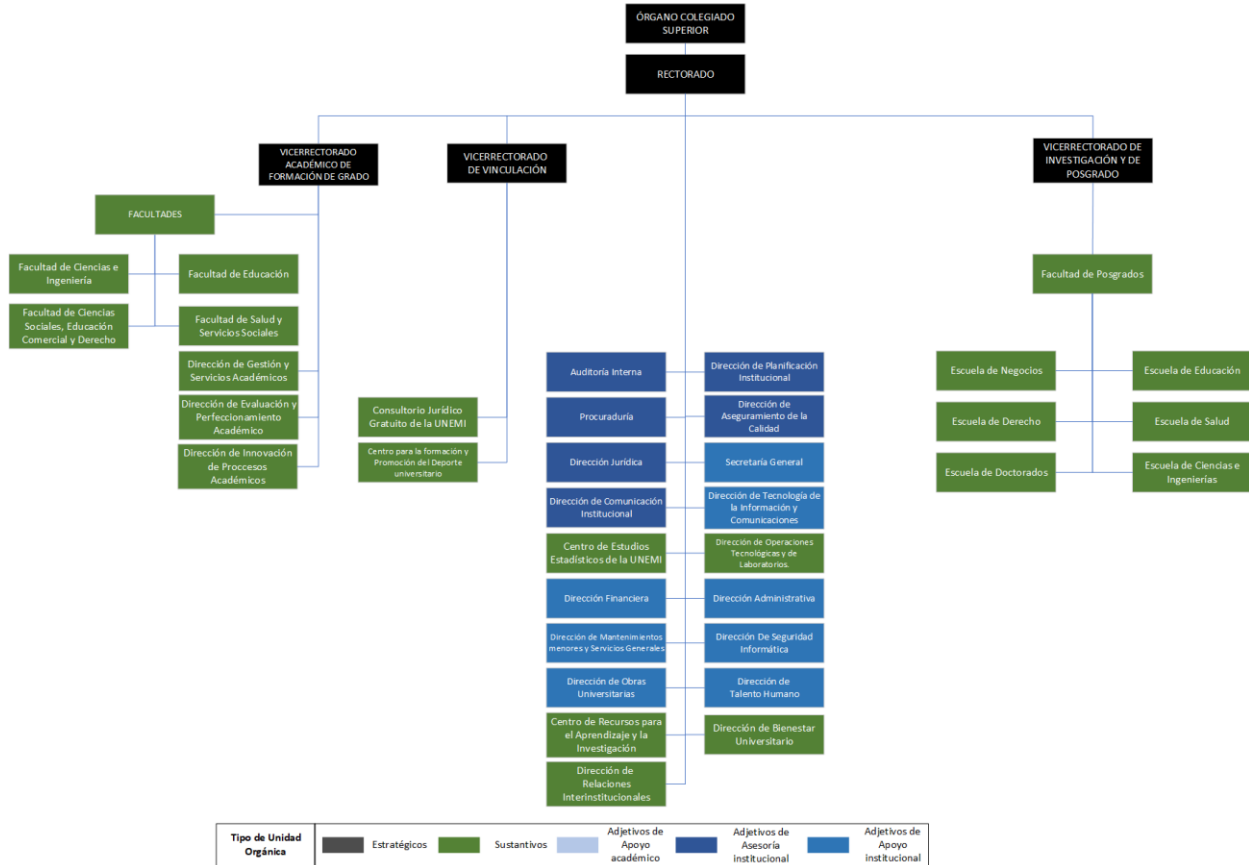 ÓRGANO COLEGIADO
SUPERIOR
RECTORADO
VICERRECTORADO
ACADÉMICO DE
FORMACIÓN DE GRADO
VICERRECTORADO
DE VINCULACIÓN
VICERRECTORADO DE
INVESTIGACIÓN Y DE
POSGRADO
FACULTADES
Facultad de Ciencias e
Ingeniería
Facultad de Educación
Facultad de Ciencias
Sociales, Educación
Comercial y Derecho
Facultad de Salud y
Servicios Sociales
Dirección de Gestión y
Servicios Académicos
Dirección de Evaluación y
Perfeccionamiento
Académico
Dirección de Innovación
de Proccesos
Académicos
Consultorio Jurídico
Gratuito de la UNEMI
Centro para la formación y
Promoción del Deporte
universitario
Auditoría Interna
Dirección de Planificación
Institucional
Procuraduría
Dirección de
Aseguramiento de la
Calidad
Dirección Jurídica
Secretaría General
Dirección de Comunicación
Institucional
Dirección de Tecnología de
la Información y
Comunicaciones
Centro de Estudios
Estadísticos de la UNEMI
Dirección de Operaciones
Tecnológicas y de
Laboratorios.
Dirección Financiera
Dirección Administrativa
Dirección de Mantenimientos
menores y Servicios Generales
Dirección De Seguridad
Informática
Dirección de Obras
Universitarias
Dirección de
Talento Humano
Centro de Recursos para
el Aprendizaje y la
Investigación
Dirección de Bienestar
Universitario
Dirección de
Relaciones
Interinstitucionales
Facultad de Posgrados
Escuela de Negocios
Escuela de Educación
Escuela de Derecho
Escuela de Salud
Escuela de Doctorados
Escuela de Ciencias e
Ingenierías
Tipo de Unidad
Orgánica
Estratégicos
Sustantivos
Adjetivos de
Apoyo
académico
Adjetivos de
Asesoría
institucional
Adjetivos de
Apoyo
institucional